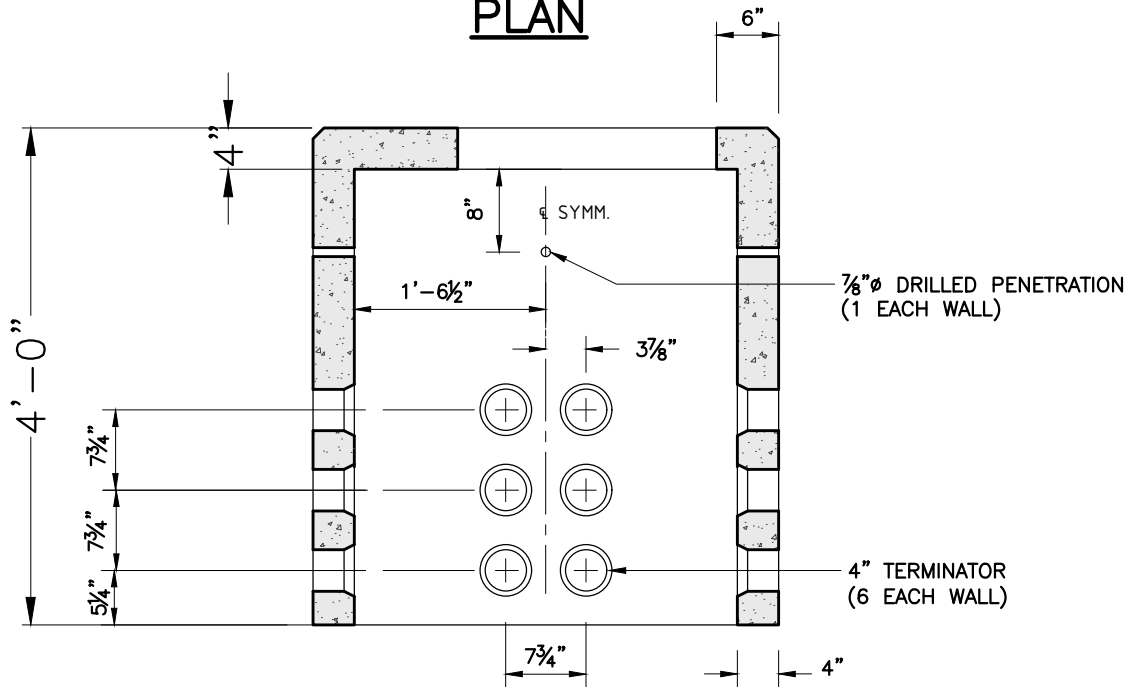 PLAN
6"
4"
8"
℄ SYMM.
1'-6½"
⅞"ø DRILLED PENETRATION
(1 EACH WALL)
4'-0"
3⅞"
7¾"
7¾"
5¼"
4" TERMINATOR
(6 EACH WALL)
7¾"
4"